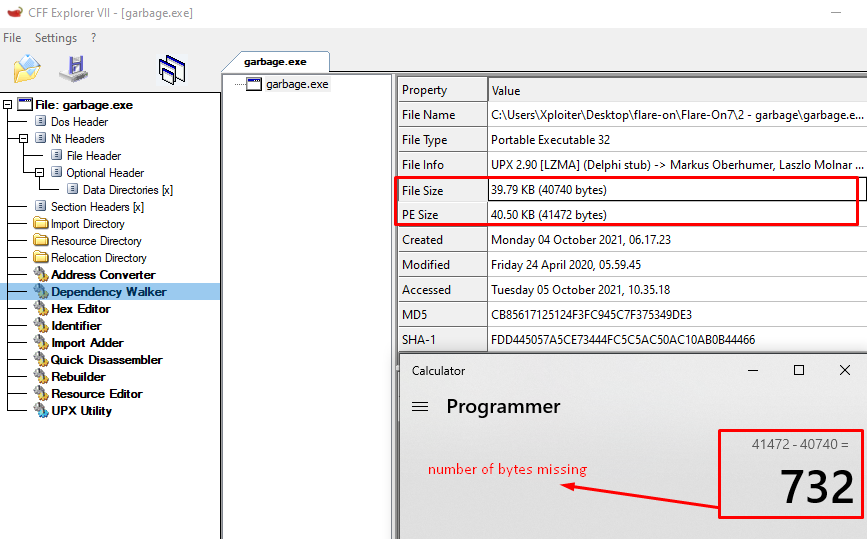 CFF Explorer VII - [garbage.exe]
File Settings ?
garbage.exe
File: garbage.exe
Dos Header
Nt Headers
File Header
Optional Header
Data Directories [x]
Section Headers [x]
Import Directory
Resource Directory
Relocation Directory
Address Converter
Dependency Walker
Hex Editor
Identifier
Import Adder
Quick Disassembler
Rebuilder
Resource Editor
UPX Utility
garbage.exe
Property Value
File Name C:\Users\Xploiter\Desktop\flare-on\Flare-On7\2 - garbage\garbage.e...
File Type Portable Executable 32
File Info UPX 2.90 [LZMA] (Delphi stub) -> Markus Oberhumer, Laszlo Molnar ...
File Size 39.79 KB (40740 bytes)
PE Size 40.50 KB (41472 bytes)
Created Monday 04 October 2021, 06.17.23
Modified Friday 24 April 2020, 05.59.45
Accessed Tuesday 05 October 2021, 10.35.18
MD5 CB85617125124F3FC945C7F375349DE3
SHA-1 FDD445057A5CE73444FC5C5AC50AC10AB0B44466
Calculator
Programmer
41472 - 40740 =
732
number of bytes missing